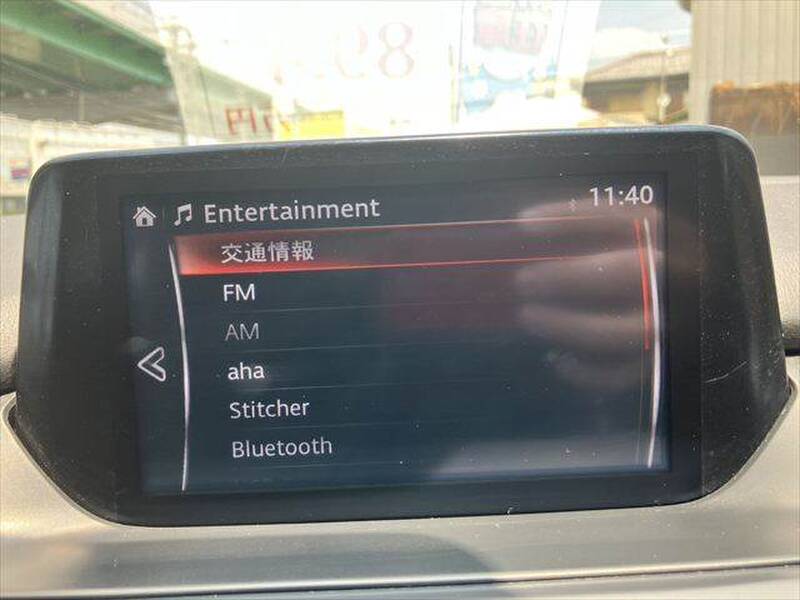 Entertainment 11:40
交通情報
FM
AM
aha
Stitcher
Bluetooth